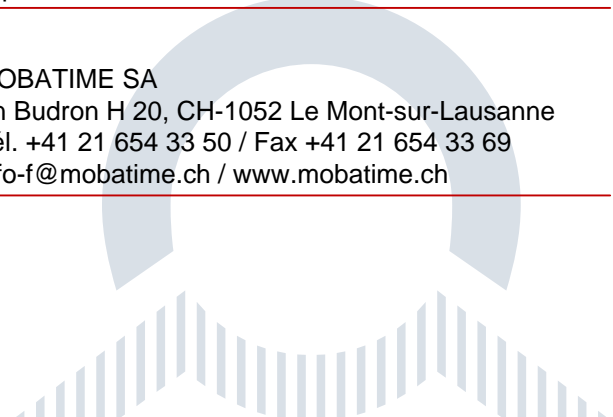 OBATIME SA
n Budron H 20, CH-1052 Le Mont-sur-Lausanne
él. +41 21 654 33 50 / Fax +41 21 654 33 69
fo-f@mobatime.ch / www.mobatime.ch